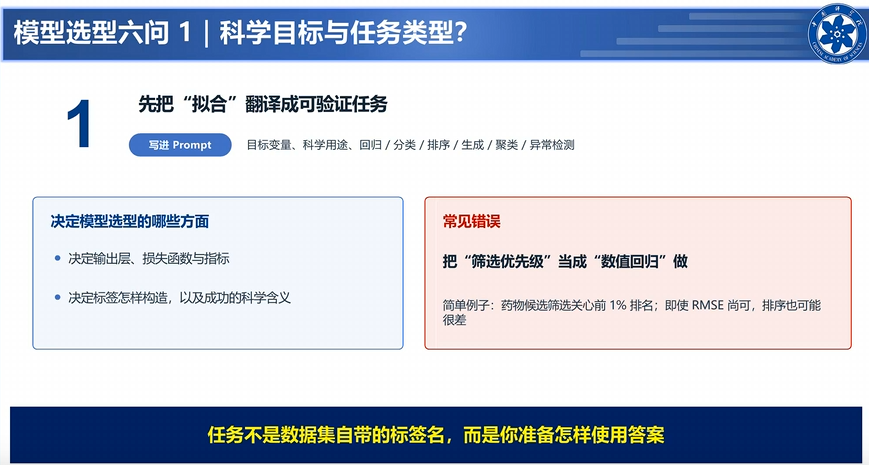 模型选型六问 1｜科学目标与任务类型？
1
先把“拟合”翻译成可验证任务
写进 Prompt
目标变量、科学用途、回归 / 分类 / 排序 / 生成 / 聚类 / 异常检测
决定模型选型的哪些方面
• 决定输出层、损失函数与指标
• 决定标签怎样构造，以及成功的科学含义
常见错误
把“筛选优先级”当成“数值回归”做
简单例子：药物候选筛选关心前 1% 排名；即使 RMSE 尚可，排序也可能
很差
任务不是数据集自带的标签名，而是你准备怎样使用答案